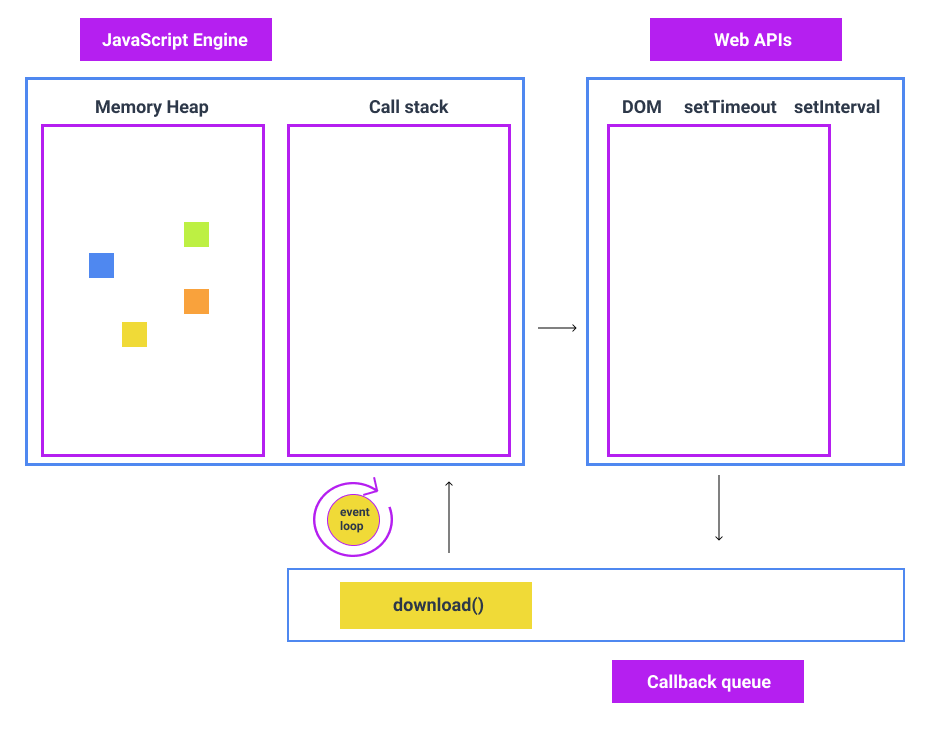 JavaScript Engine
Web APIs
Memory Heap
Call stack
DOM setTimeout setInterval
event
loop
download()
Callback queue